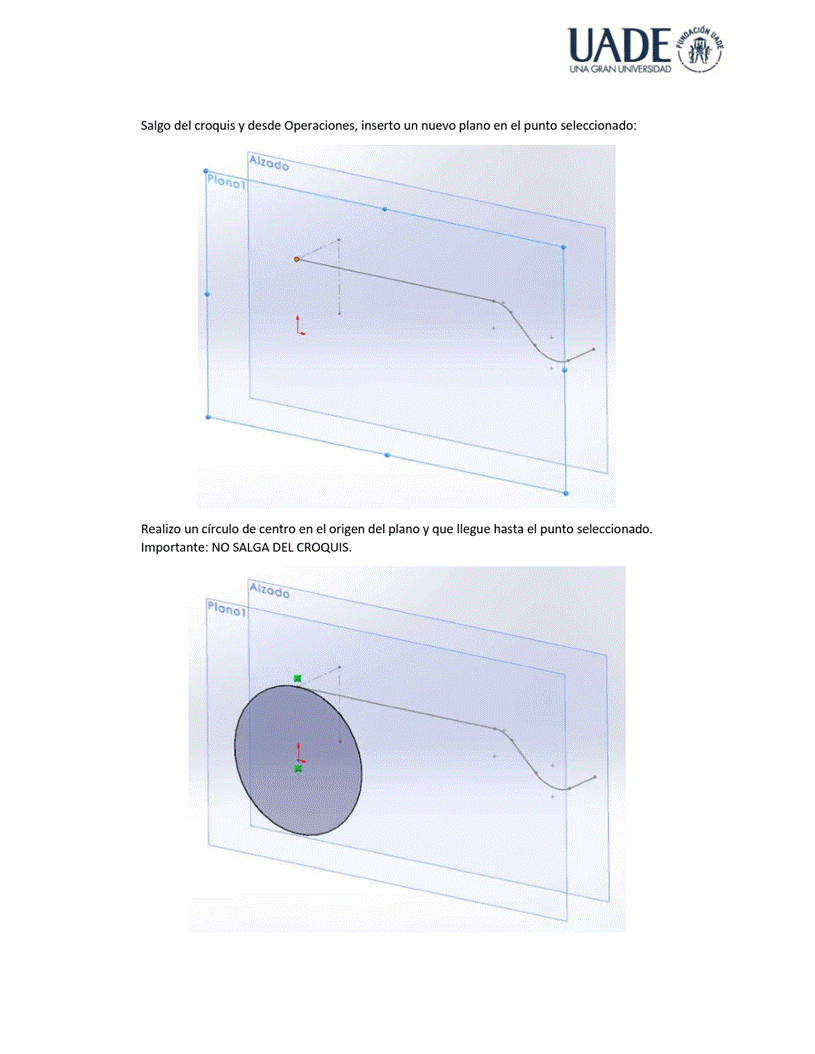 UADE
UNA GRAN UNIVERSIDAD
FUNDACIÓN UADE
Salgo del croquis y desde Operaciones, inserto un nuevo plano en el punto seleccionado:
Alzado
Plano1
Realizo un círculo de centro en el origen del plano y que llegue hasta el punto seleccionado.
Importante: NO SALGA DEL CROQUIS.
Alzado
Plano1